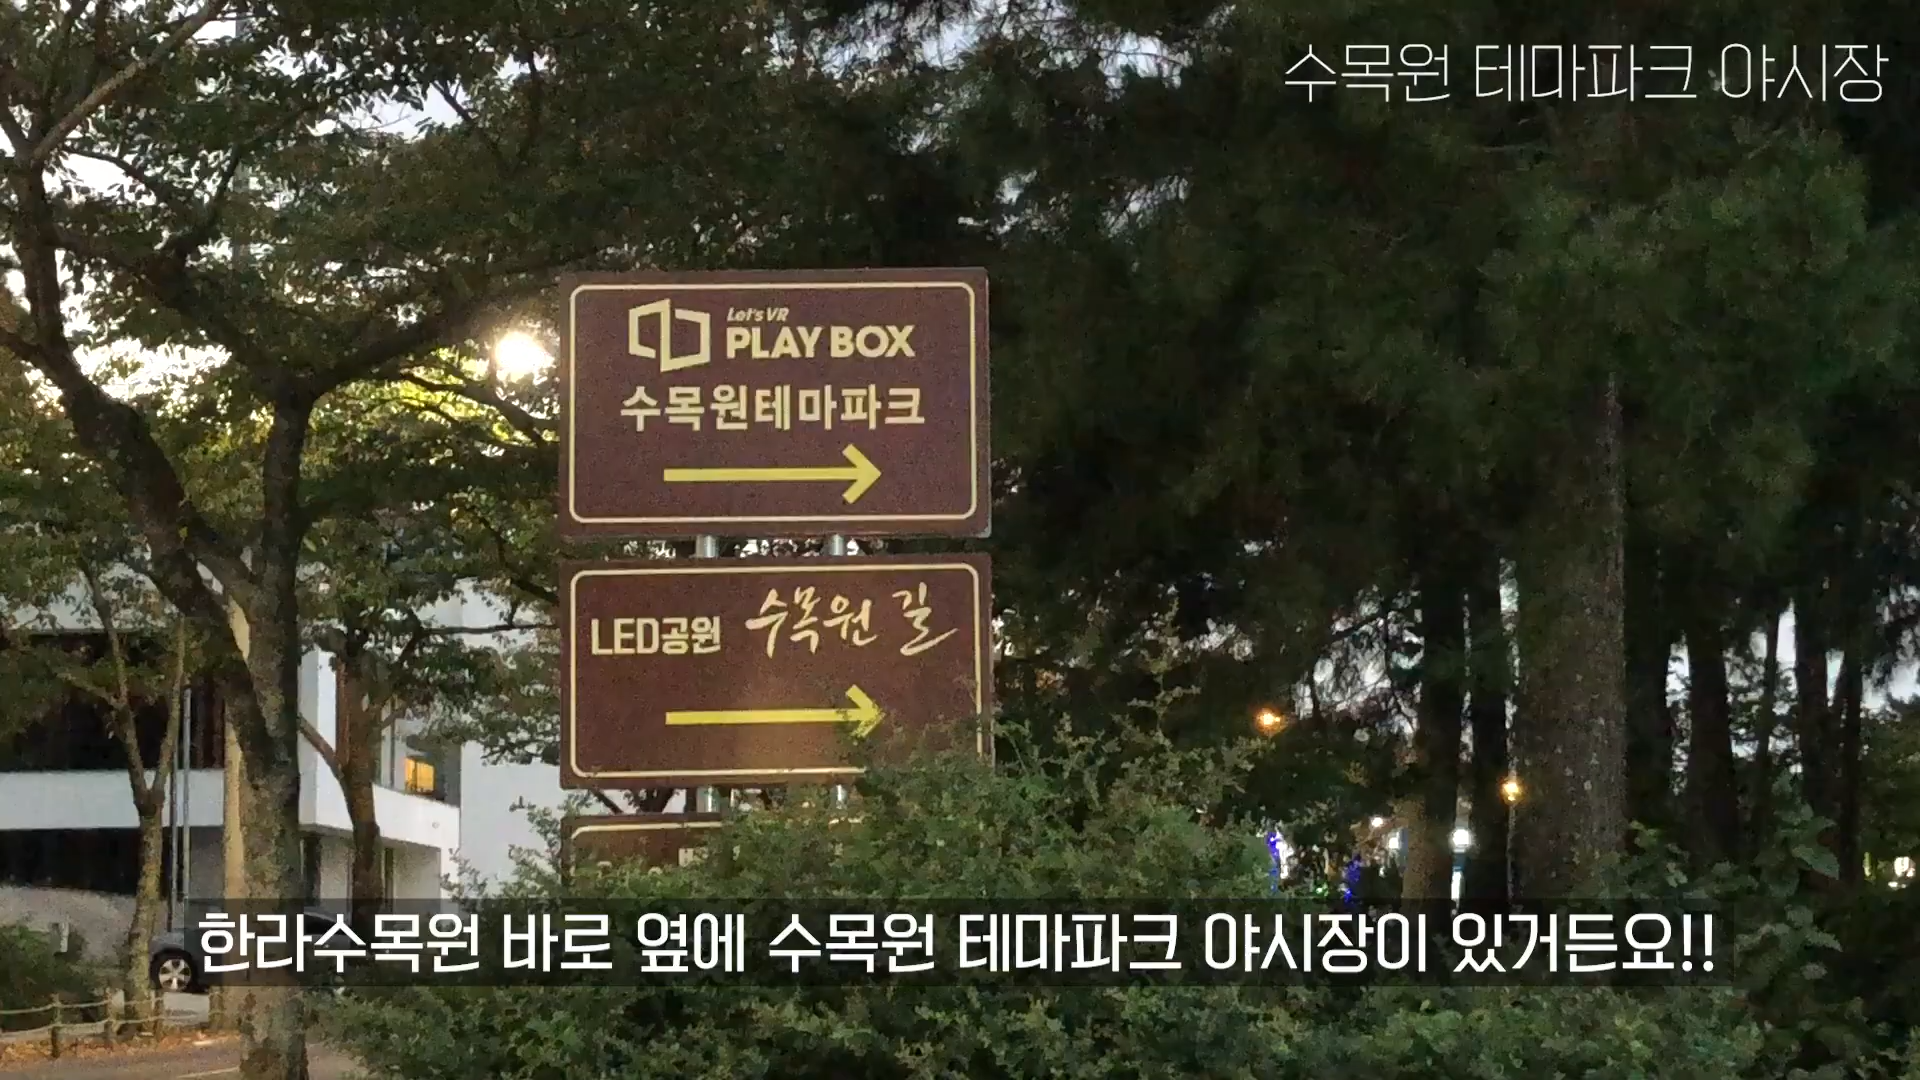 수목원 테마파크 야시장
Let's VR
PLAY BOX
수목원테마파크
LED공원 수목원 길
한라수목원 바로 옆에 수목원 테마파크 야시장이 있거든요!!